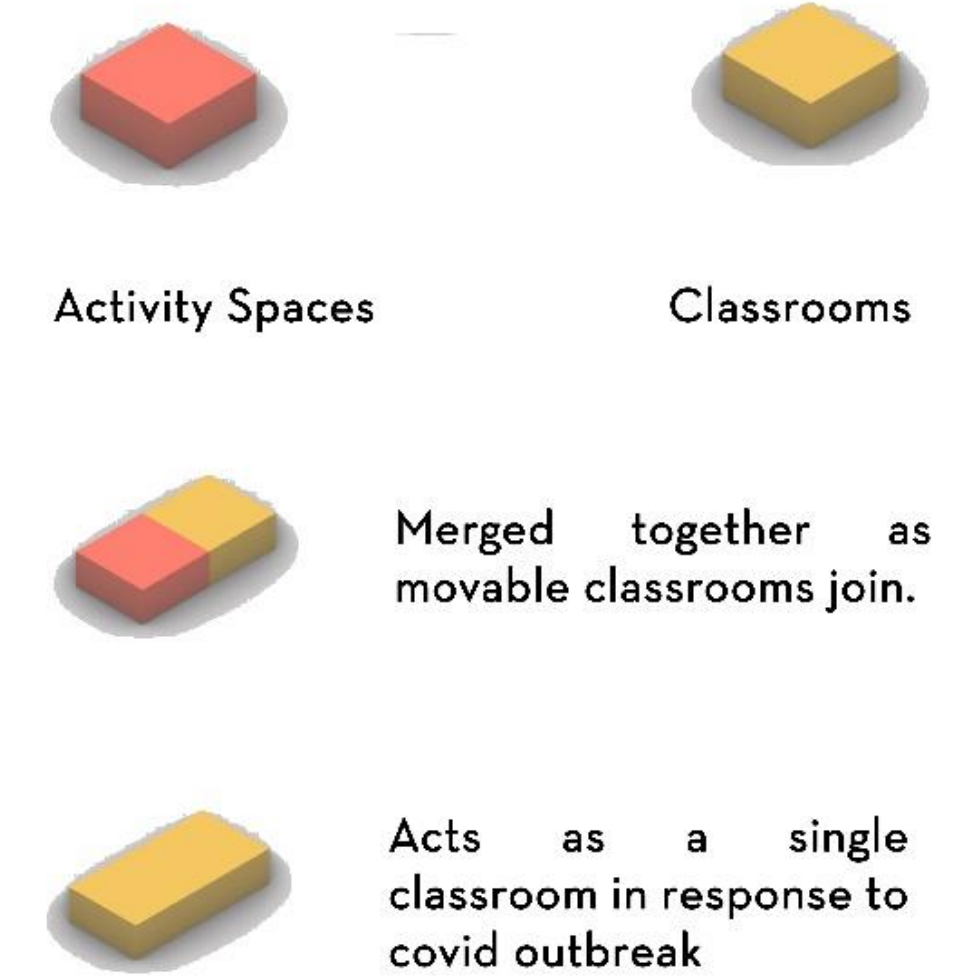 Activity Spaces
Classrooms
Merged together as
movable classrooms join.
Acts as a single
classroom in response to
covid outbreak